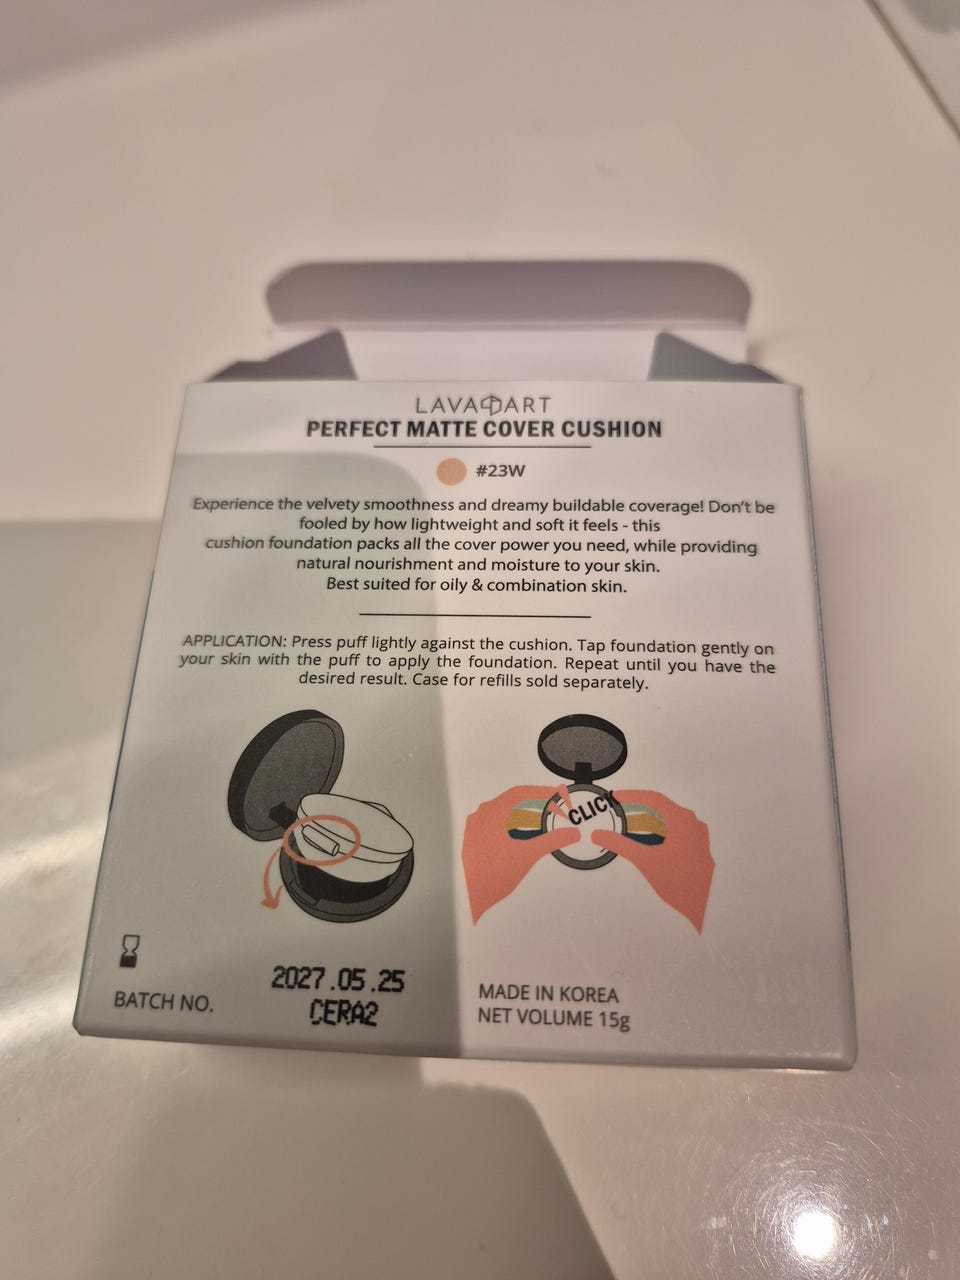 LAVA ART
PERFECT MATTE COVER CUSHION
#23W
Experience the velvety smoothness and dreamy buildable coverage! Don't be
fooled by how lightweight and soft it feels - this
cushion foundation packs all the cover power you need, while providing
natural nourishment and moisture to your skin.
Best suited for oily & combination skin.
APPLICATION: Press puff lightly against the cushion. Tap foundation gently on
your skin with the puff to apply the foundation. Repeat until you have the
desired result. Case for refills sold separately.
CLICK
2027.05.25
BATCH NO. CERA2
MADE IN KOREA
NET VOLUME 15g